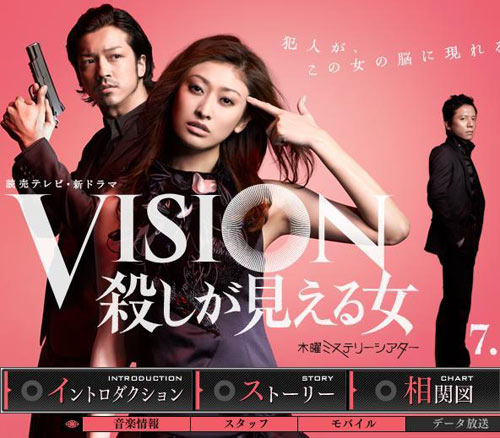 犯人が、
この女の脳に現れる
読売テレビ・新ドラマ
VISION
殺しが見える女
木曜ミステリーシアター
7.
INTRODUCTION
イントロダクション
STORY
ストーリー
CHART
相関図
音楽情報
スタッフ
モバイル
データ放送